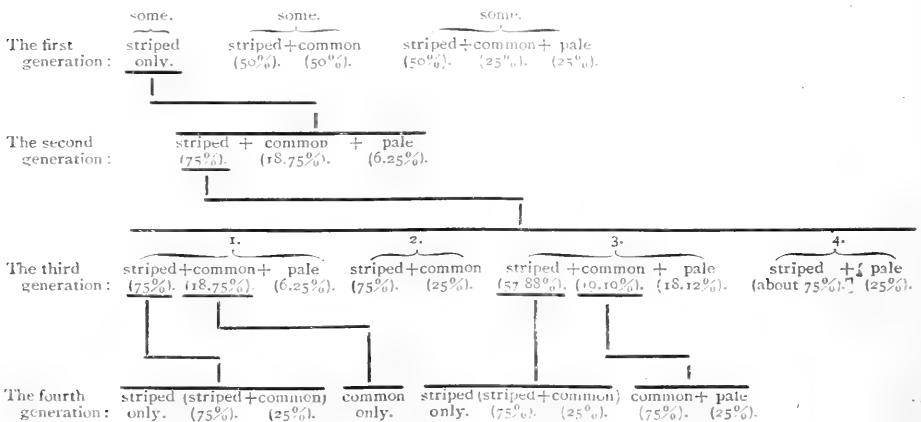 some. some. some.
The first striped striped+common striped+common+ pale
generation: only. (50%). (50%). (50%). (25%). (25%).
The second striped + common + pale
generation: (75%). (18.75%). (6.25%).
1. 2. 3. 4.
The third striped+common+ pale striped+common striped +common + pale striped + pale
generation: (75%). (18.75%). (6.25%). (75%). (25%). (57.88%). (19.10%). (18.12%). (about 75%). (25%).
The fourth striped (striped+common) common striped (striped+common) common+ pale
generation: only. (75%). (25%). only. only. (75%). (25%). (75%). (25%).